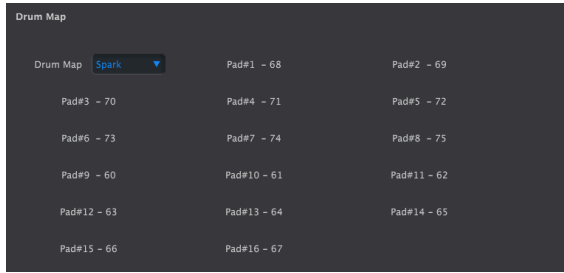 Drum Map
Drum Map Spark Pad#1 – 68 Pad#2 – 69
Pad#3 – 70 Pad#4 – 71 Pad#5 – 72
Pad#6 – 73 Pad#7 – 74 Pad#8 – 75
Pad#9 – 60 Pad#10 – 61 Pad#11 – 62
Pad#12 – 63 Pad#13 – 64 Pad#14 – 65
Pad#15 – 66 Pad#16 – 67